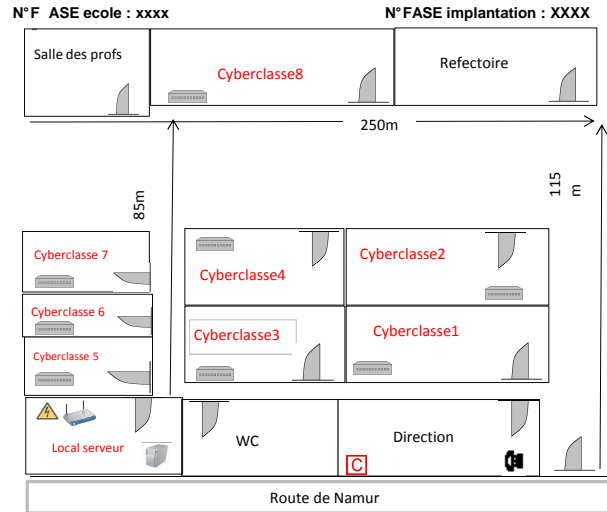 N°F ASE ecole : xxxx
N°FASE implantation : XXXX
Salle des profs
Cyberclasse8
Refectoire
250m
85m
115
m
Cyberclasse 7
Cyberclasse4
Cyberclasse2
Cyberclasse 6
Cyberclasse3
Cyberclasse1
Cyberclasse 5
Local serveur
WC
Direction
C
Route de Namur